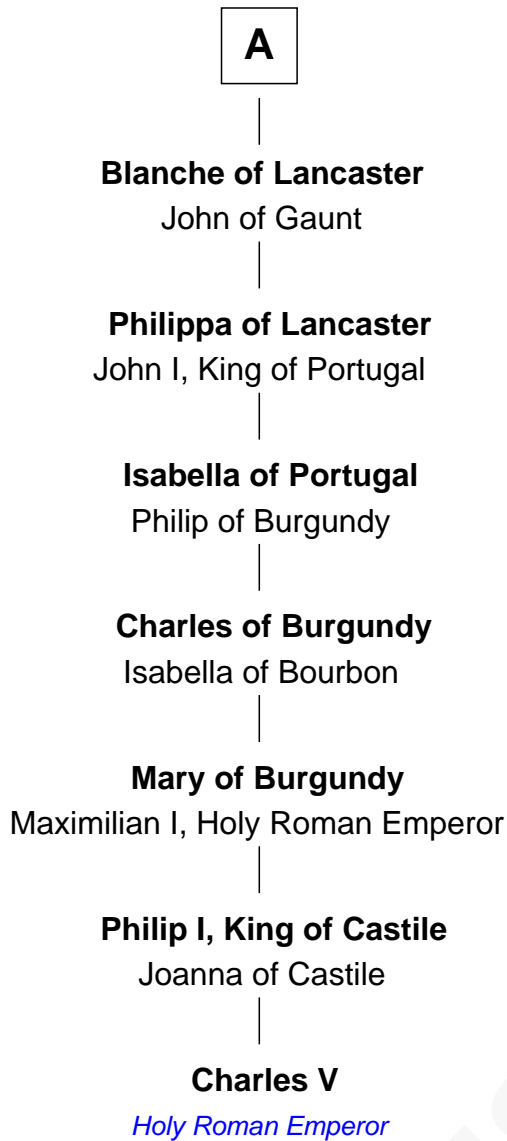 A
Blanche of Lancaster
John of Gaunt
Philippa of Lancaster
John I, King of Portugal
Isabella of Portugal
Philip of Burgundy
Charles of Burgundy
Isabella of Bourbon
Mary of Burgundy
Maximilian I, Holy Roman Emperor
Philip I, King of Castile
Joanna of Castile
Charles V
Holy Roman Emperor